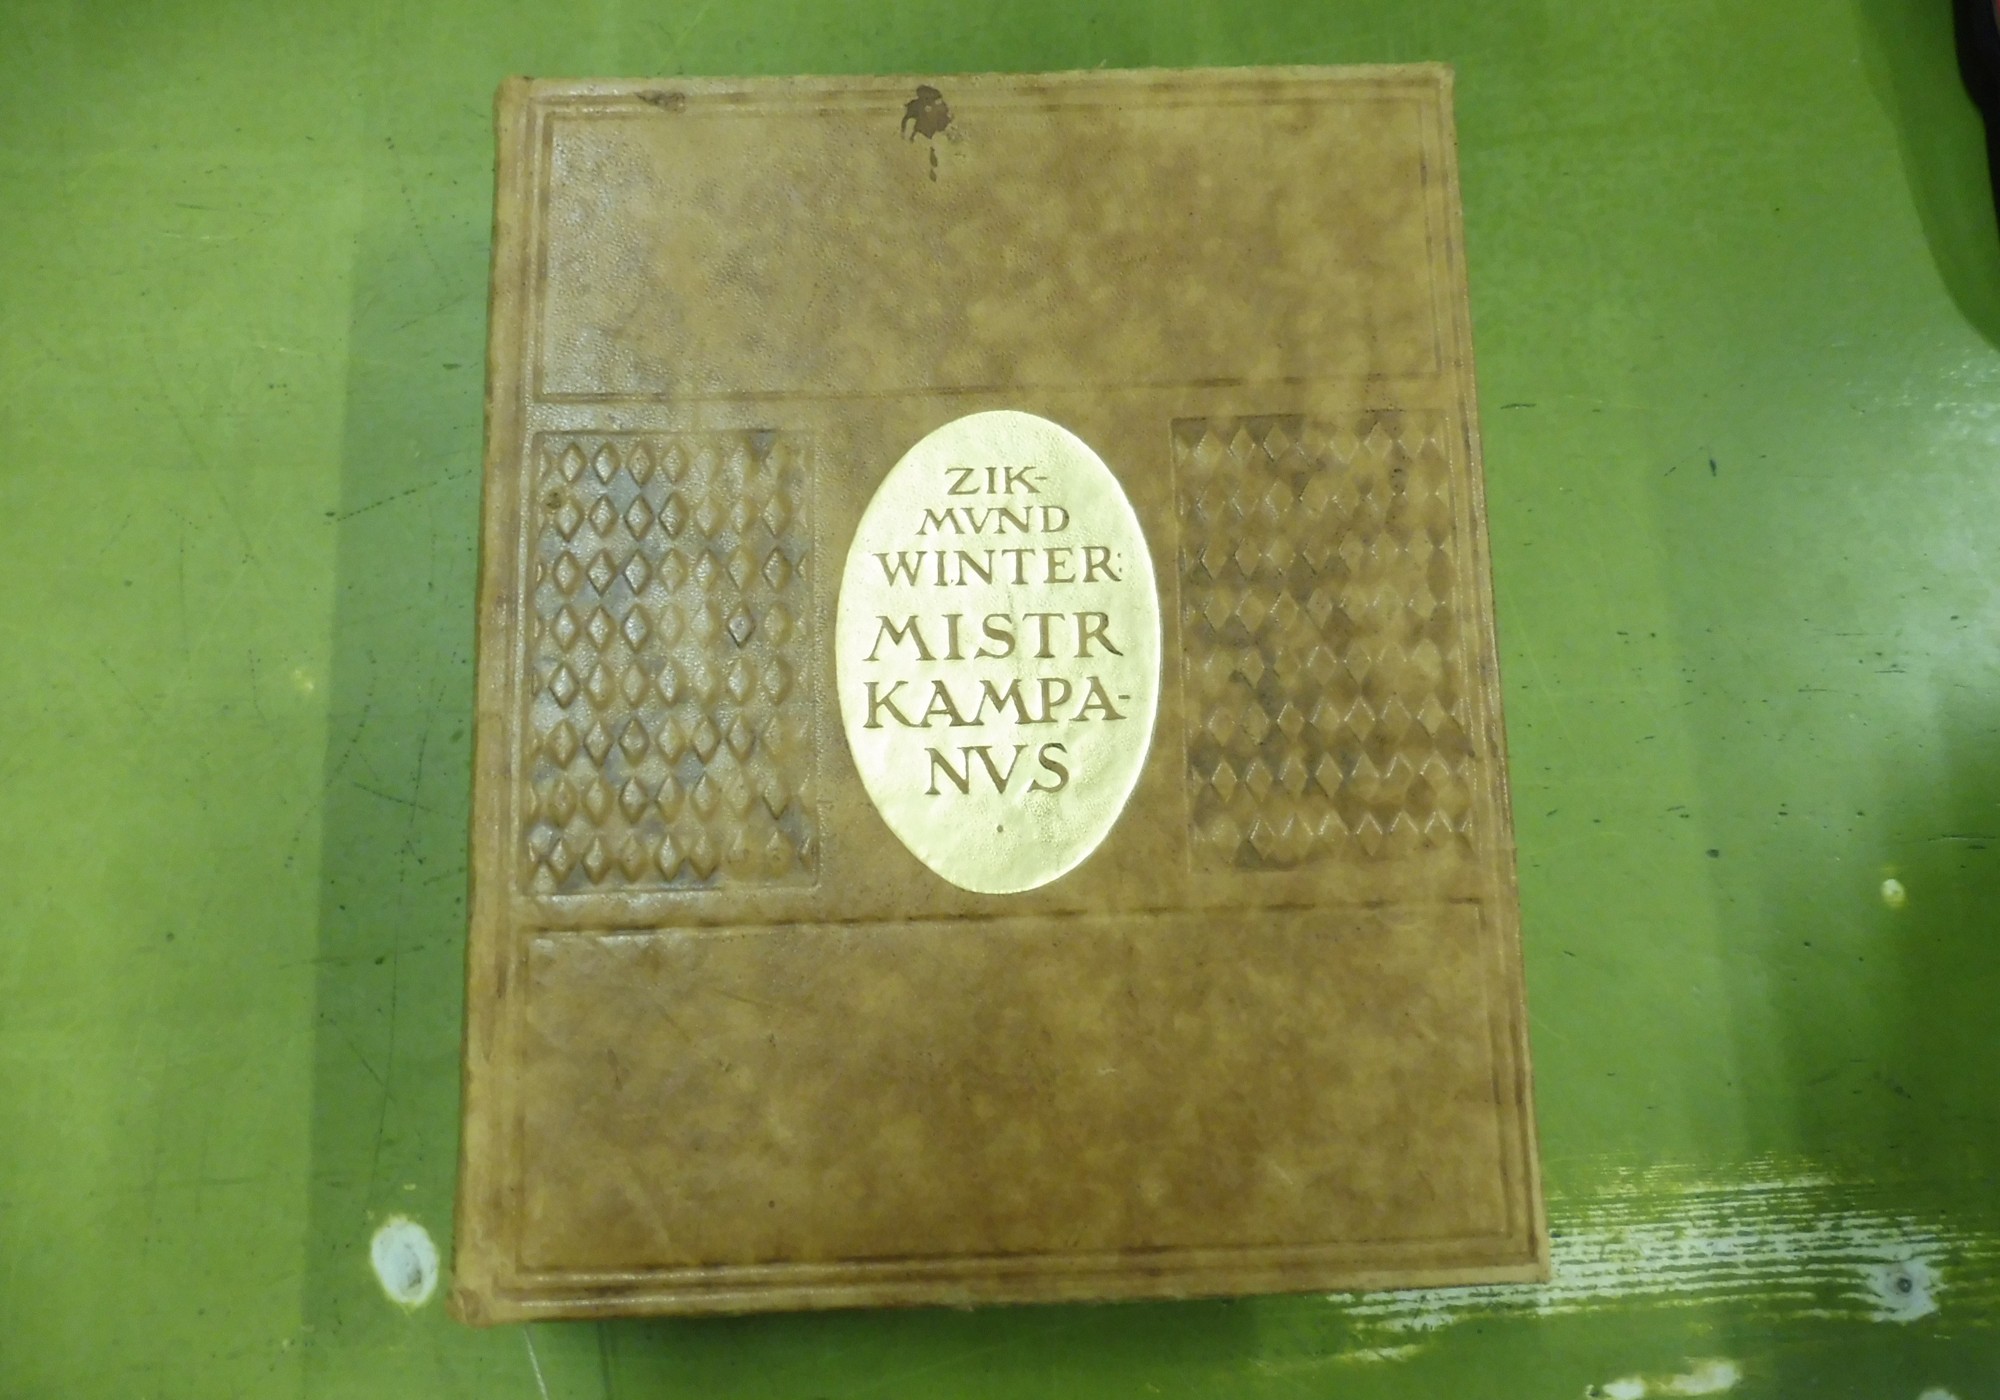 ZIK-
MVND
WINTER:
MISTR
KAMPA-
NVS